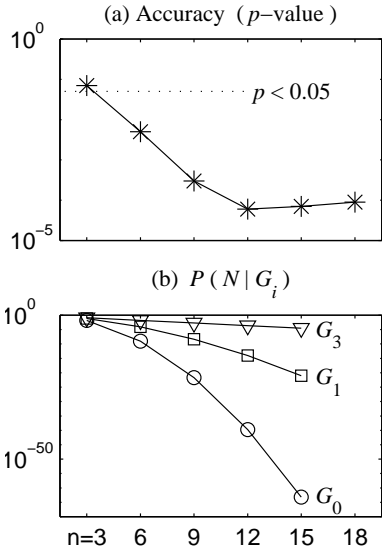 (a) Accuracy ( p−value )
10^0
p < 0.05
10^−5
(b) P ( N | G_i )
10^0
G_3
G_1
10^−50
G_0
n=3 6 9 12 15 18